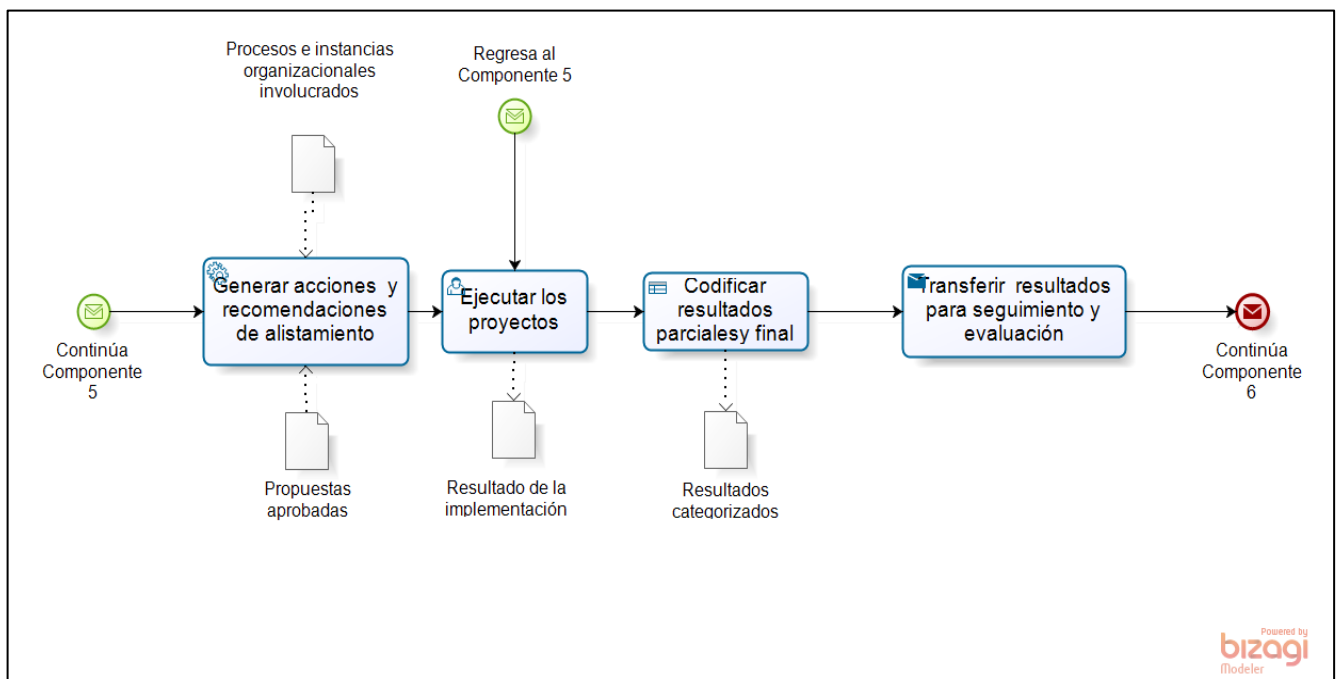 Procesos e instancias
organizacionales
involucrados
Regresa al
Componente 5
Generar acciones y
recomendaciones
de alistamiento
Ejecutar los
proyectos
Codificar
resultados
parcialesy final
Transferir resultados
para seguimiento y
evaluación
Continúa
Componente
5
Continúa
Componente
6
Propuestas
aprobadas
Resultado de la
implementación
Resultados
categorizados
Powered by
bizagi
Modeler